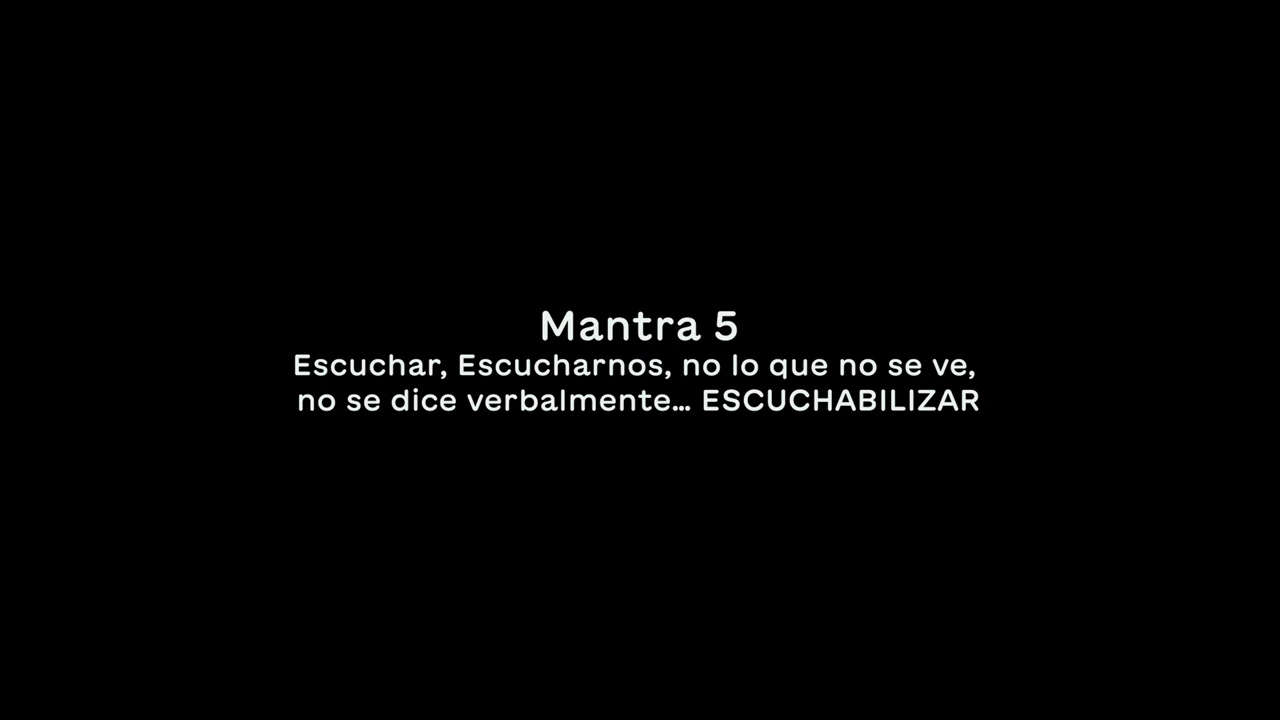 Mantra 5
Escuchar, Escucharnos, no lo que no se ve,
no se dice verbalmente... ESCUCHABILIZAR